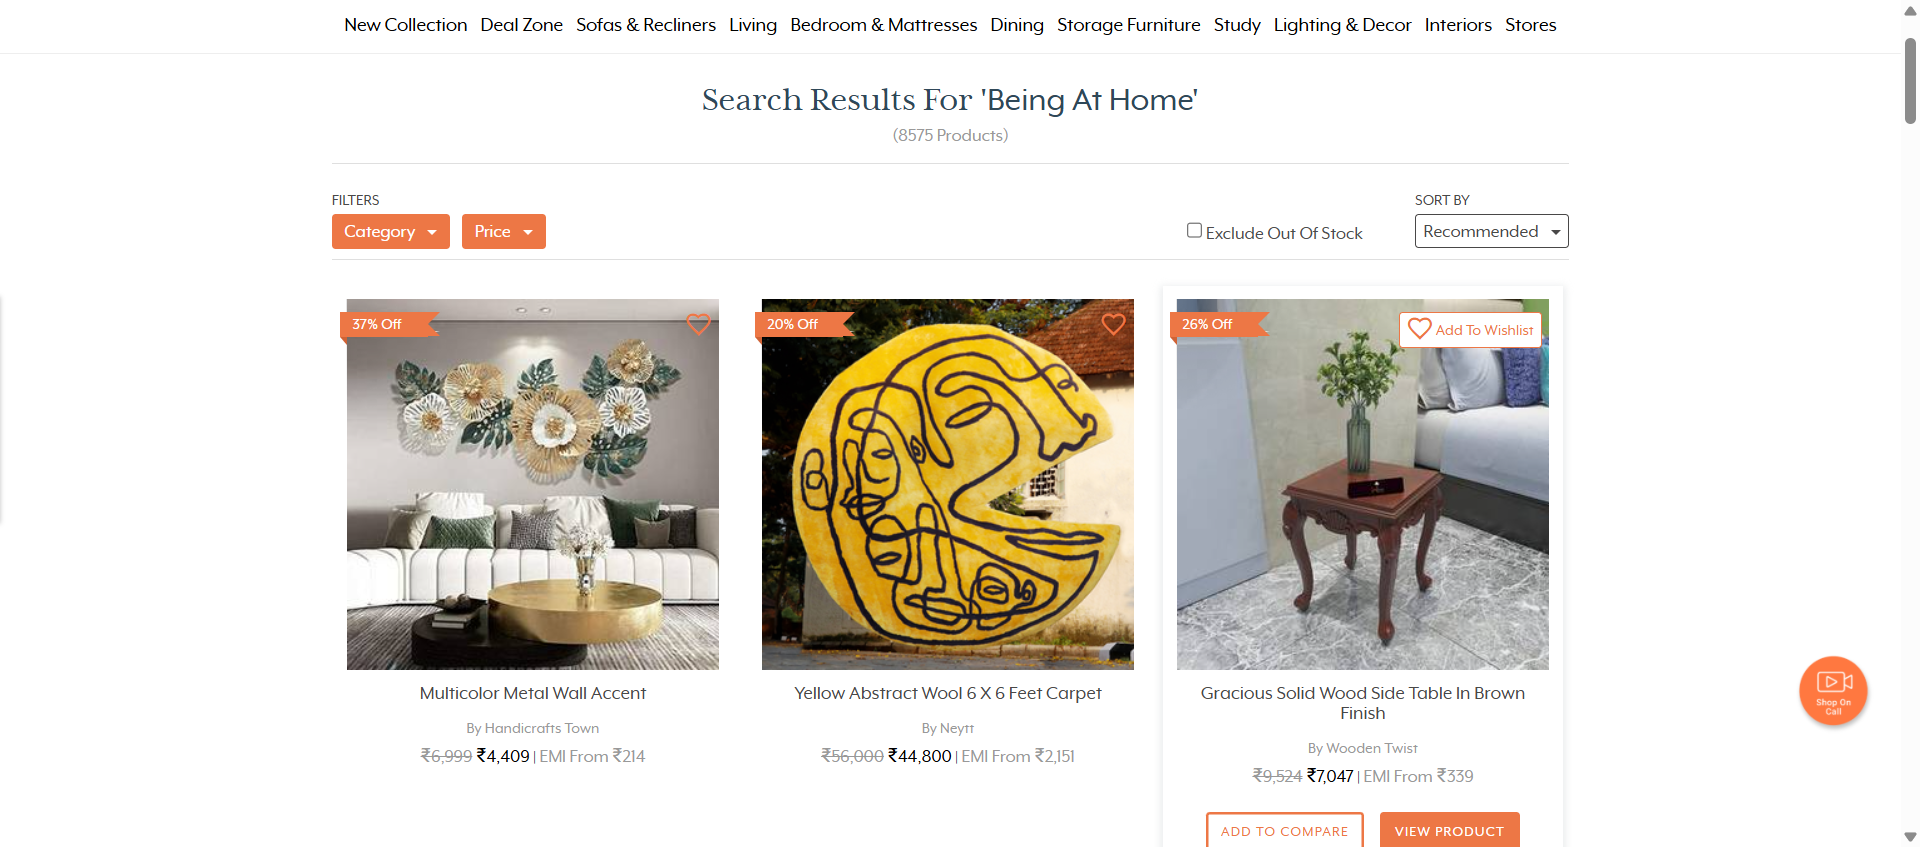 New Collection Deal Zone Sofas & Recliners Living Bedroom & Mattresses Dining Storage Furniture Study Lighting & Decor Interiors Stores
Search Results For 'Being At Home'
(8575 Products)
FILTERS
SORT BY
Category Price Exclude Out Of Stock Recommended
37% Off
20% Off
26% Off
Add To Wishlist
Multicolor Metal Wall Accent
By Handicrafts Town
₹6,999 ₹4,409 | EMI From ₹214
Yellow Abstract Wool 6 X 6 Feet Carpet
By Neytt
₹56,000 ₹44,800 | EMI From ₹2,151
Gracious Solid Wood Side Table In Brown
Finish
By Wooden Twist
₹9,524 ₹7,047 | EMI From ₹339
ADD TO COMPARE VIEW PRODUCT
Shop On
Call